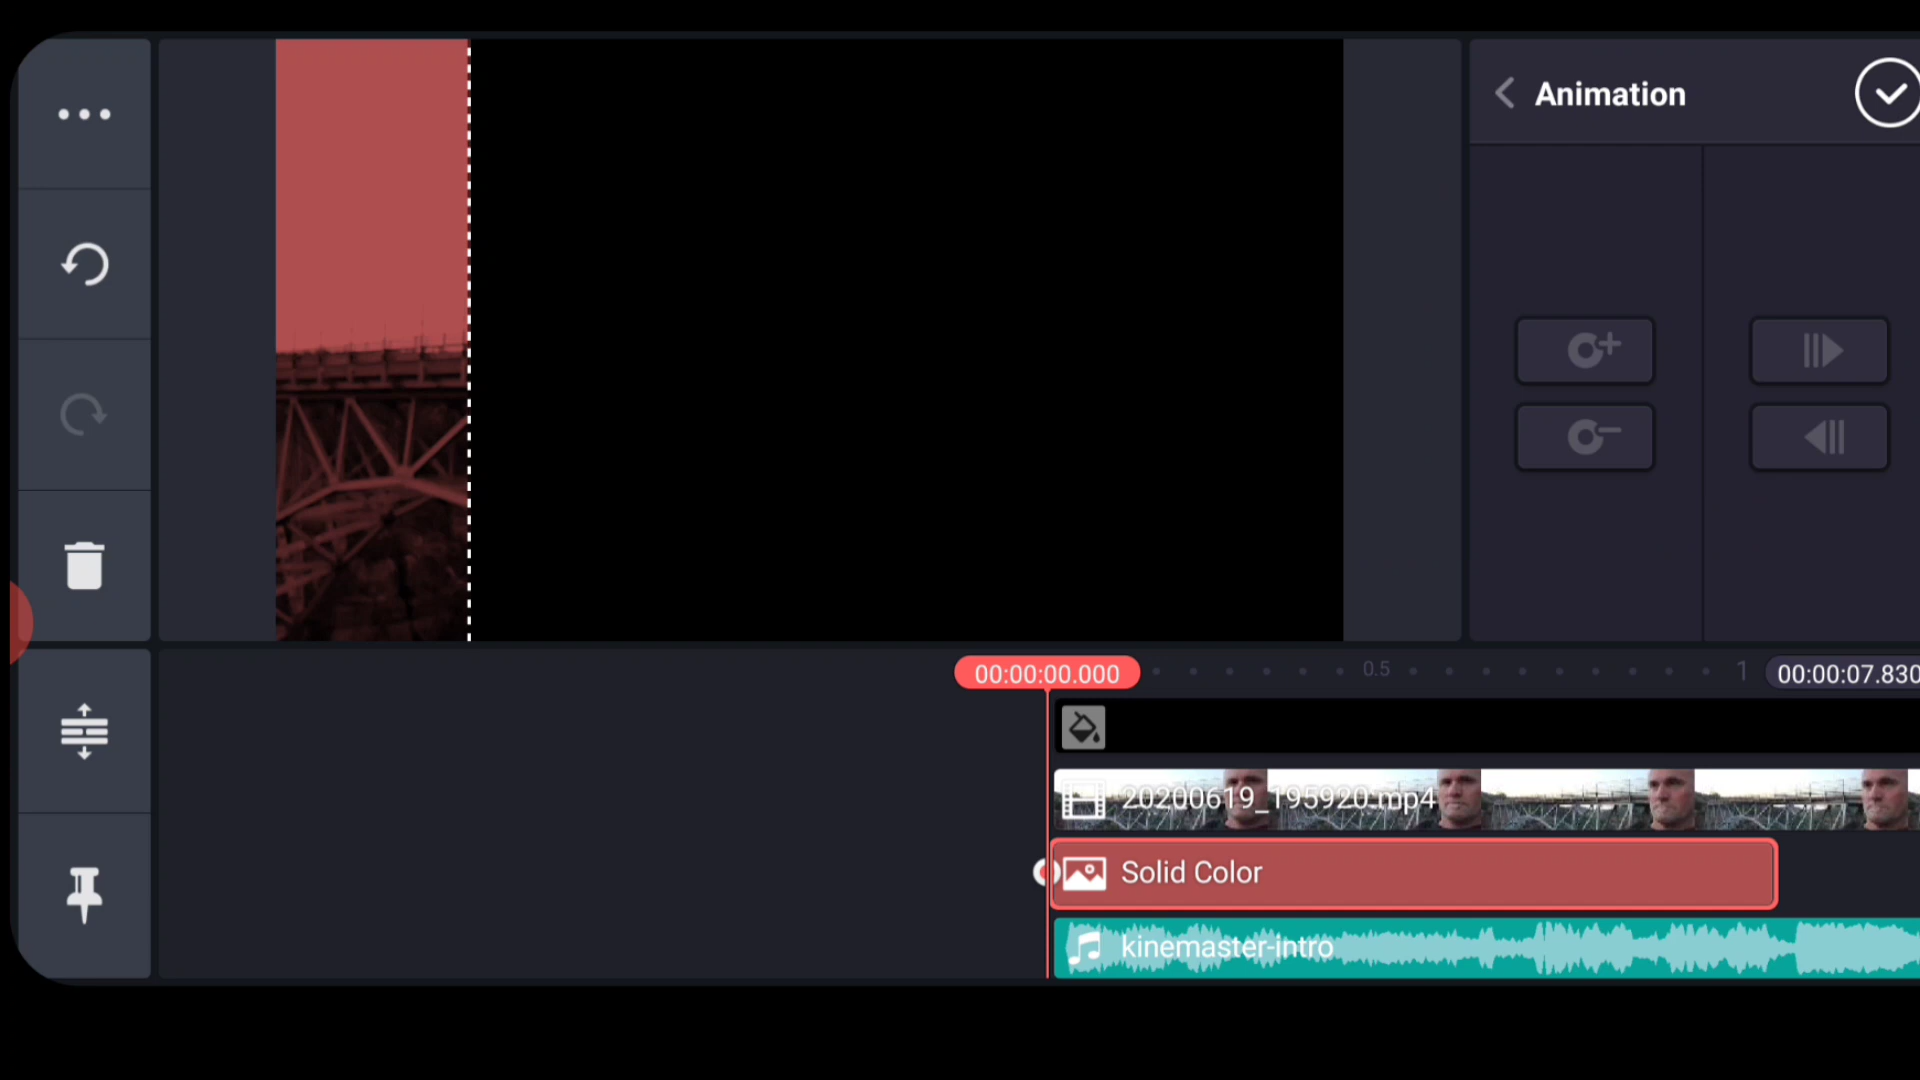 Animation
00:00:00.000
0.5
1
00:00:07.830
20200619_195920.mp4
Solid Color
kinemaster-intro